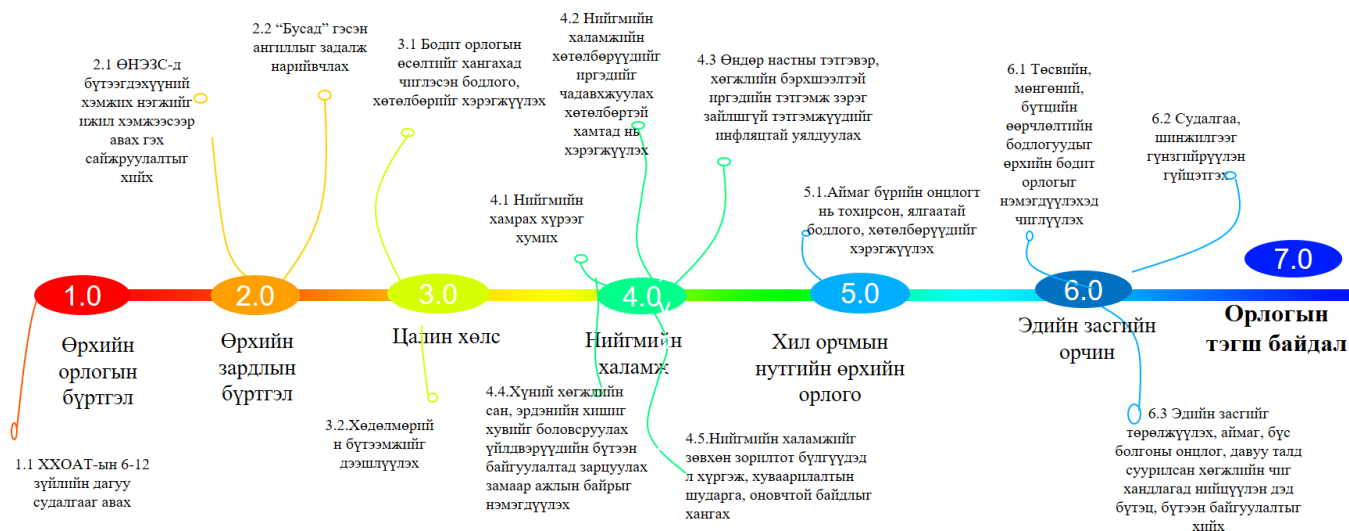 2.1 ӨНЭЗС-д
бүтээгдэхүүний
хэмжих нэгжийг
ижил хэмжээсээр
авах гэх
сайжруулалтыг
хийх
2.2 “Бусад” гэсэн
ангиллыг задалж
нарийвчлах
3.1 Бодит орлогын
өсөлтийг хангахад
чиглэсэн бодлого,
хөтөлбөрийг хэрэгжүүлэх
4.2 Нийгмийн
халамжийн
хөтөлбөрүүдийг
иргэдийг
чадавхжуулах
хөтөлбөртэй
хамтад нь
хэрэгжүүлэх
4.3 Өндөр настны тэтгэвэр,
хөгжлийн бэрхшээлтэй
иргэдийн тэтгэмж зэрэг
зайлшгүй тэтгэмжүүдийг
инфляцтай уялдуулах
6.1 Төсвийн,
мөнгөний,
бүтцийн
өөрчлөлтийн
бодлогуудыг
өрхийн бодит
орлогыг
нэмэгдүүлэхэд
чиглүүлэх
6.2 Судалгаа,
шинжилгээг
гүнзгийрүүлэн
гүйцэтгэх
4.1 Нийгмийн
хамрах хүрээг
хумих
5.1.Аймаг бүрийн онцлогт
нь тохирсон, ялгаатай
бодлого, хөтөлбөрүүдийг
хэрэгжүүлэх
1.0
2.0
3.0
4.0
5.0
6.0
7.0
Өрхийн
орлогын
бүртгэл
Өрхийн
зардлын
бүртгэл
Цалин хөлс
Нийгмийн
халамж
Хил орчмын
нутгийн өрхийн
орлого
Эдийн засгийн
орчин
Орлогын
тэгш байдал
1.1 ХХОАТ-ын 6-12
зүйлийн дагуу
судалгааг авах
3.2.Хөдөлмөрий
н бүтээмжийг
дээшлүүлэх
4.4.Хүний хөгжлийн
сан, эрдэнийн хишиг
хувийг боловсруулах
үйлдвэрүүдийн бүтээн
байгуулалтад зарцуулах
замаар ажлын байрыг
нэмэгдүүлэх
4.5.Нийгмийн халамжийг
зөвхөн зорилтот бүлгүүдэд
л хүргэж, хуваарилалтын
шударга, оновчтой байдлыг
хангах
6.3 Эдийн засгийг
төрөлжүүлэх, аймаг, бүс
болгоны онцлог, давуу талд
суурилсан хөгжлийн чиг
хандлагад нийцүүлэн дэд
бүтэц, бүтээн байгуулалтыг
хийх